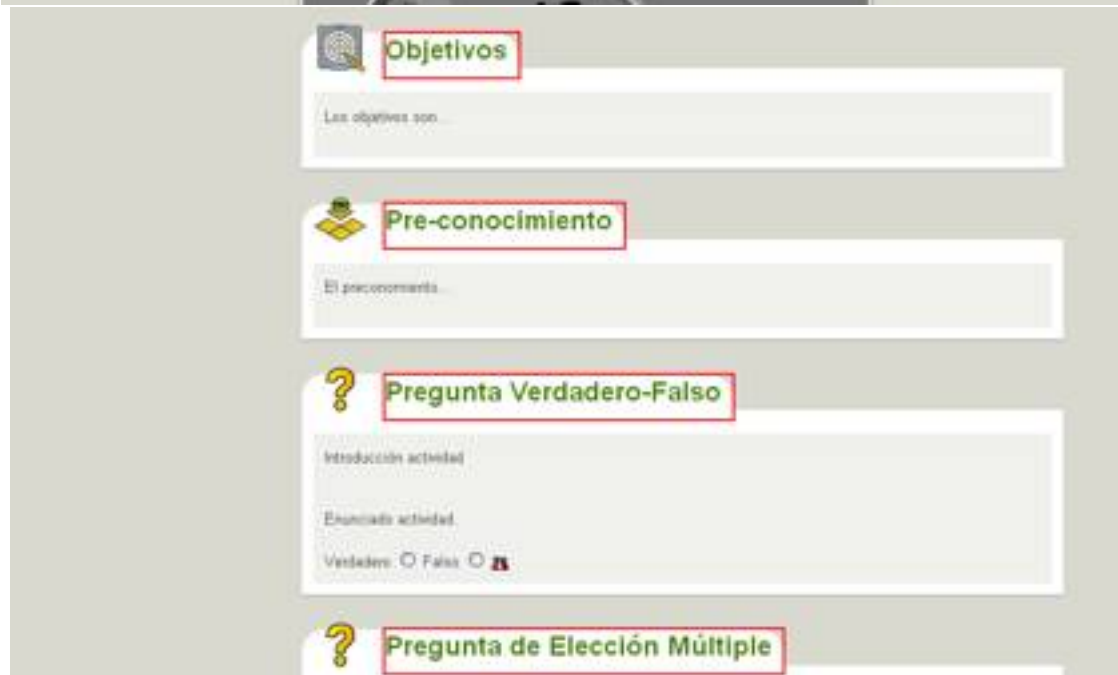 Objetivos
Los objetivos son...
Pre-conocimiento
El preconomiento...
Pregunta Verdadero-Falso
Introducción actividad
Enunciado actividad.
Verdadero Falso
Pregunta de Elección Múltiple